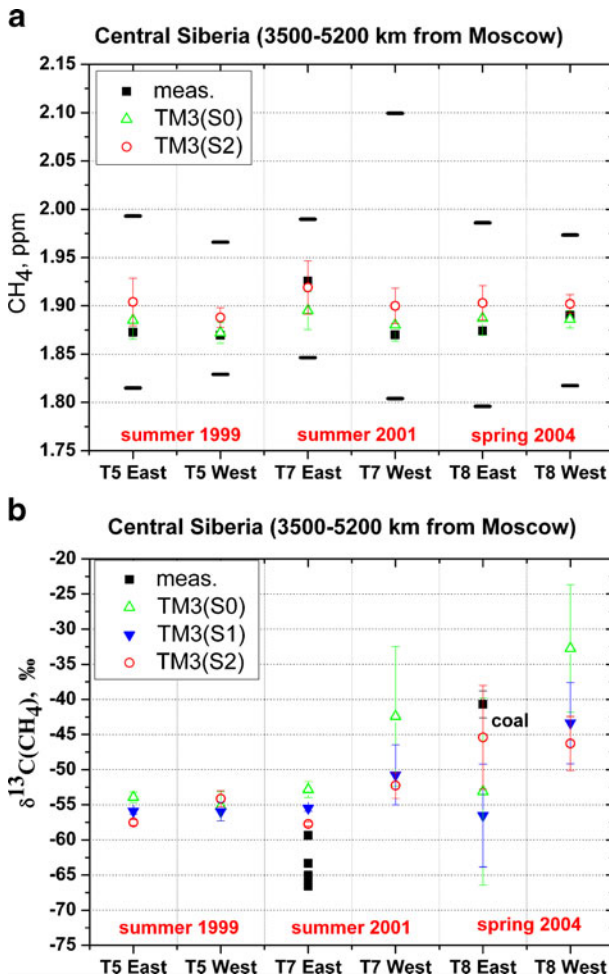 a
Central Siberia (3500-5200 km from Moscow)
meas.
TM3(S0)
TM3(S2)
CH4, ppm
2.15
2.10
2.05
2.00
1.95
1.90
1.85
1.80
1.75
summer 1999 summer 2001 spring 2004
T5 East T5 West T7 East T7 West T8 East T8 West
b
Central Siberia (3500-5200 km from Moscow)
meas.
TM3(S0)
TM3(S1)
TM3(S2)
δ13C(CH4), ‰
-20
-25
-30
-35
-40
-45
-50
-55
-60
-65
-70
-75
coal
summer 1999 summer 2001 spring 2004
T5 East T5 West T7 East T7 West T8 East T8 West